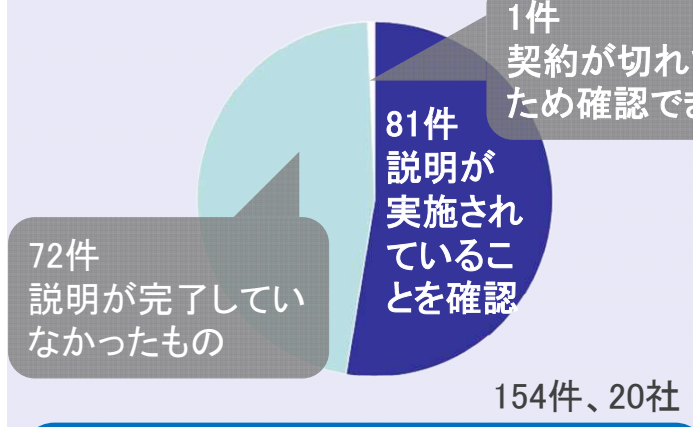 1件
契約が切れ
ため確認でき
81件
説明が
実施され
ているこ
とを確認
72件
説明が完了してい
なかったもの
154件、20社